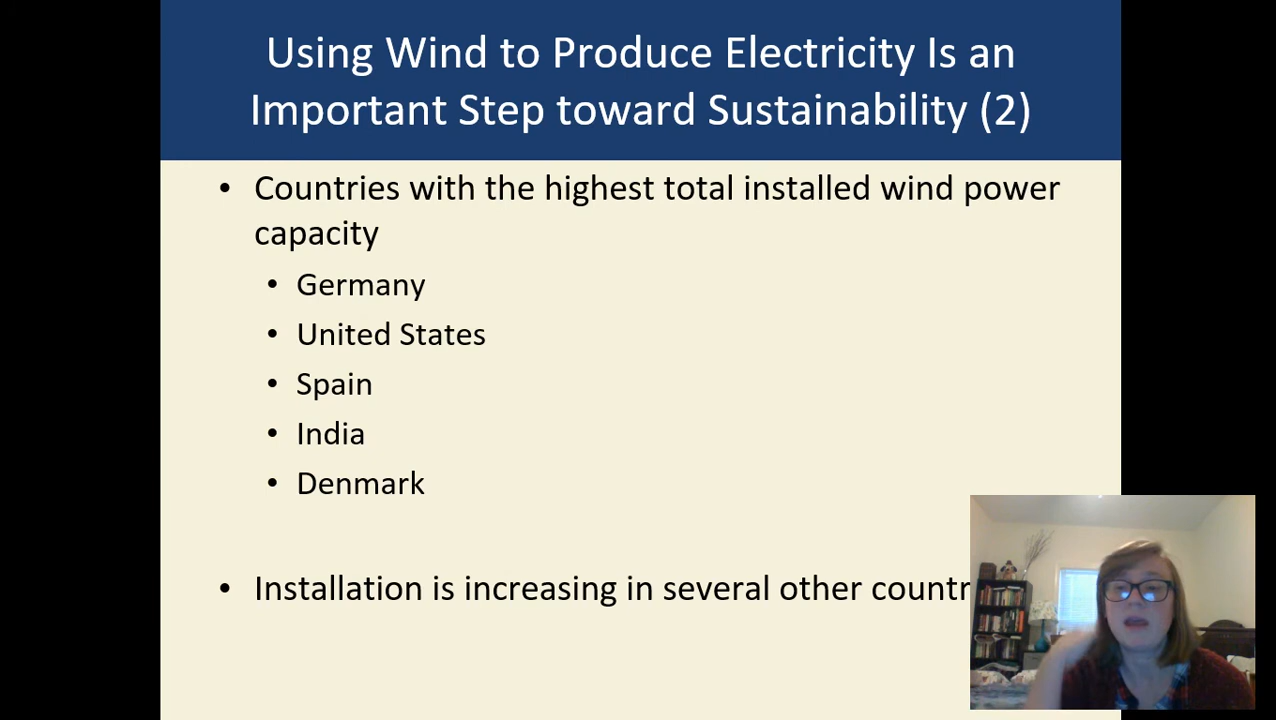 Using Wind to Produce Electricity Is an
Important Step toward Sustainability (2)
• Countries with the highest total installed wind power
capacity
• Germany
• United States
• Spain
• India
• Denmark
• Installation is increasing in several other